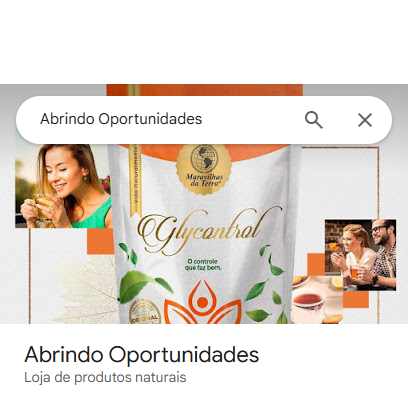 Abrindo Oportunidades
Maravilhas
da Terra®
Glycontrol
O controle
que faz bem.
Abrindo Oportunidades
Loja de produtos naturais